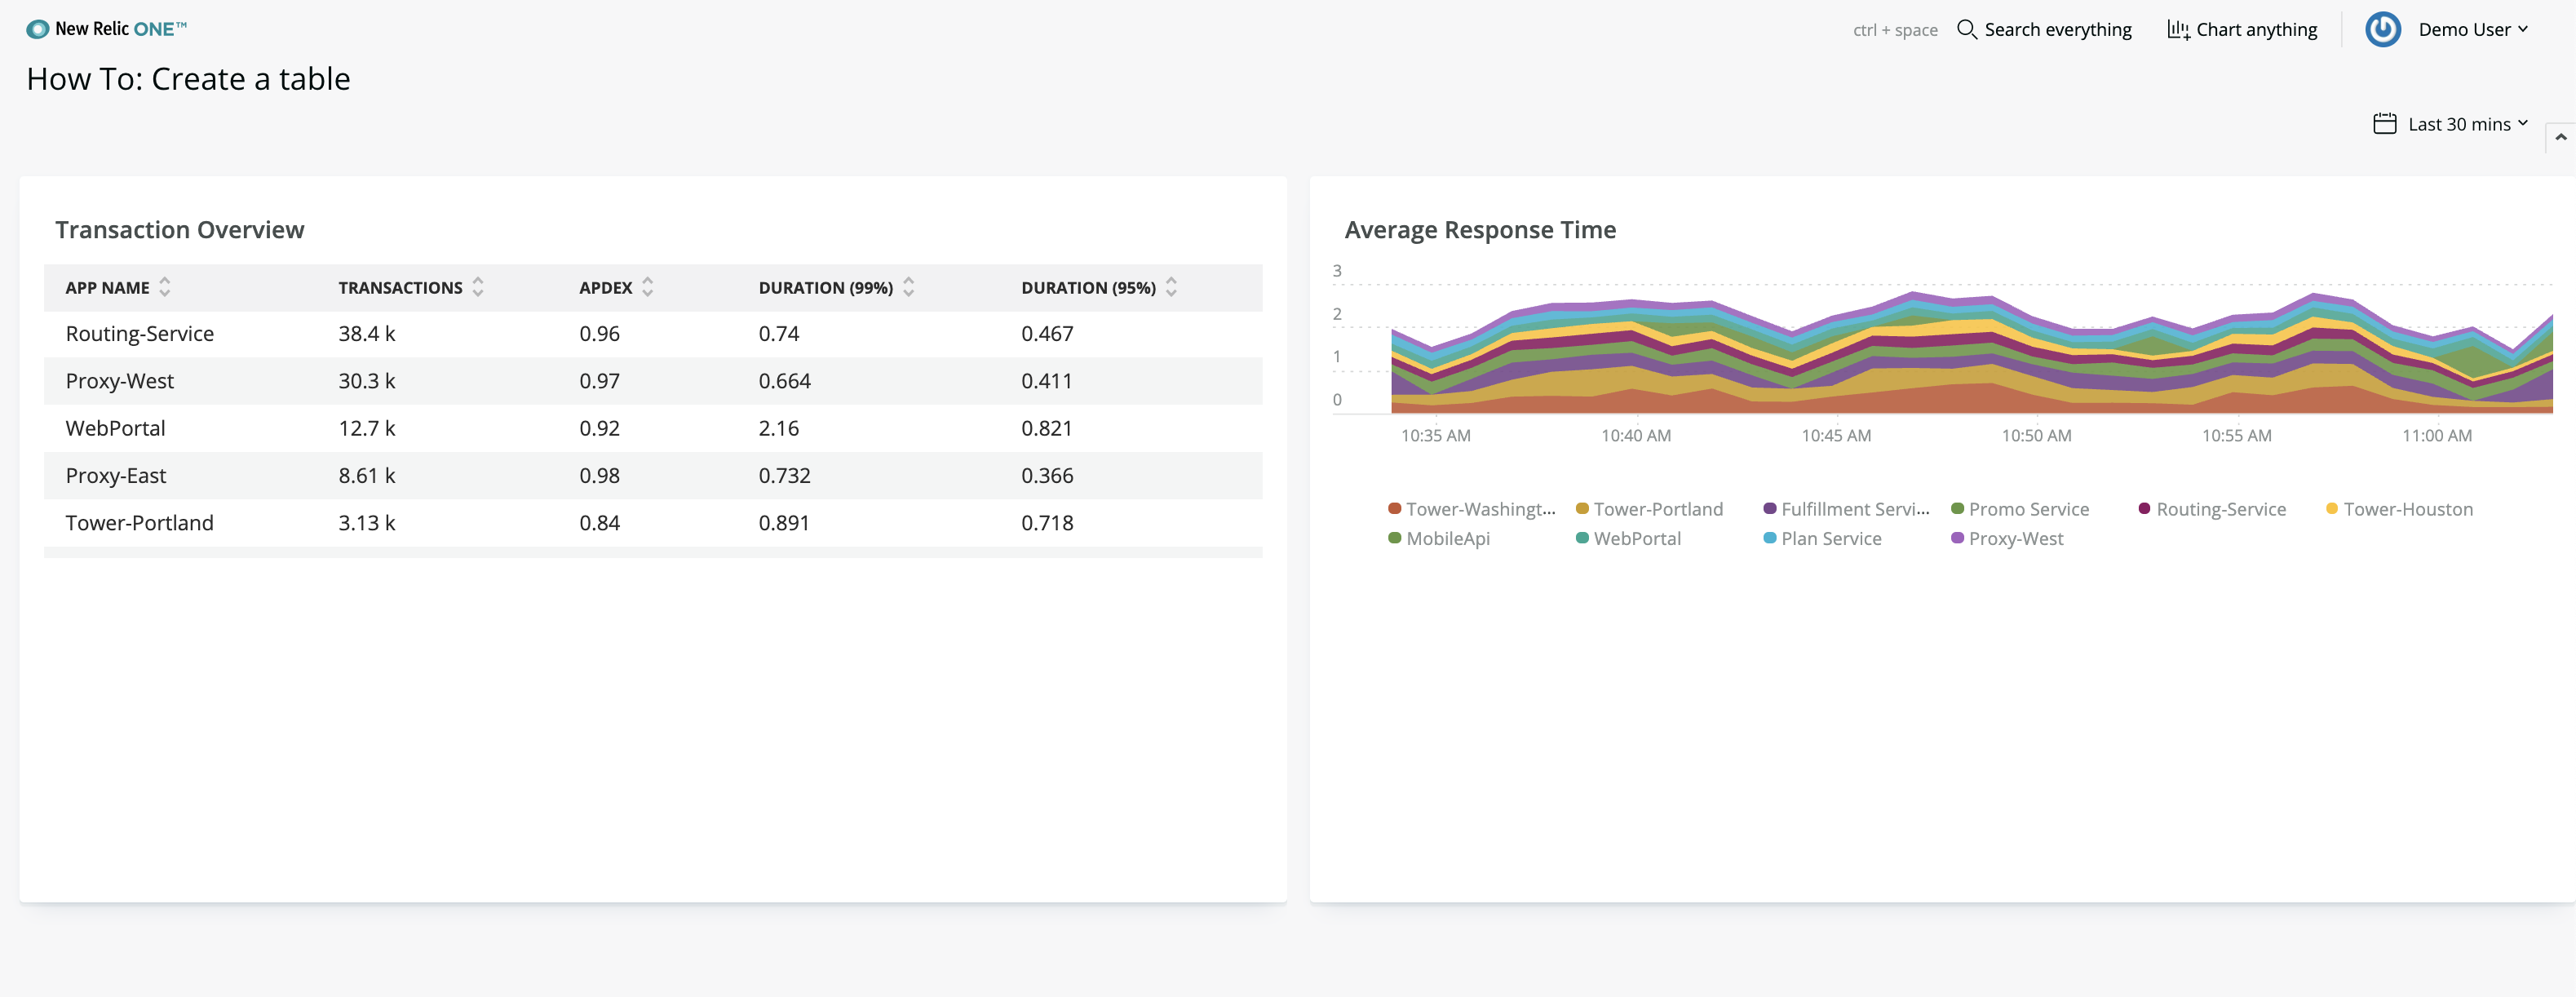 New Relic ONE™
ctrl + space Search everything Chart anything Demo User
How To: Create a table
Last 30 mins
Transaction Overview
APP NAME TRANSACTIONS APDEX DURATION (99%) DURATION (95%)
Routing-Service 38.4 k 0.96 0.74 0.467
Proxy-West 30.3 k 0.97 0.664 0.411
WebPortal 12.7 k 0.92 2.16 0.821
Proxy-East 8.61 k 0.98 0.732 0.366
Tower-Portland 3.13 k 0.84 0.891 0.718
Average Response Time
3
2
1
0
10:35 AM 10:40 AM 10:45 AM 10:50 AM 10:55 AM 11:00 AM
Tower-Washingt... Tower-Portland Fulfillment Servi... Promo Service Routing-Service Tower-Houston
MobileApi WebPortal Plan Service Proxy-West